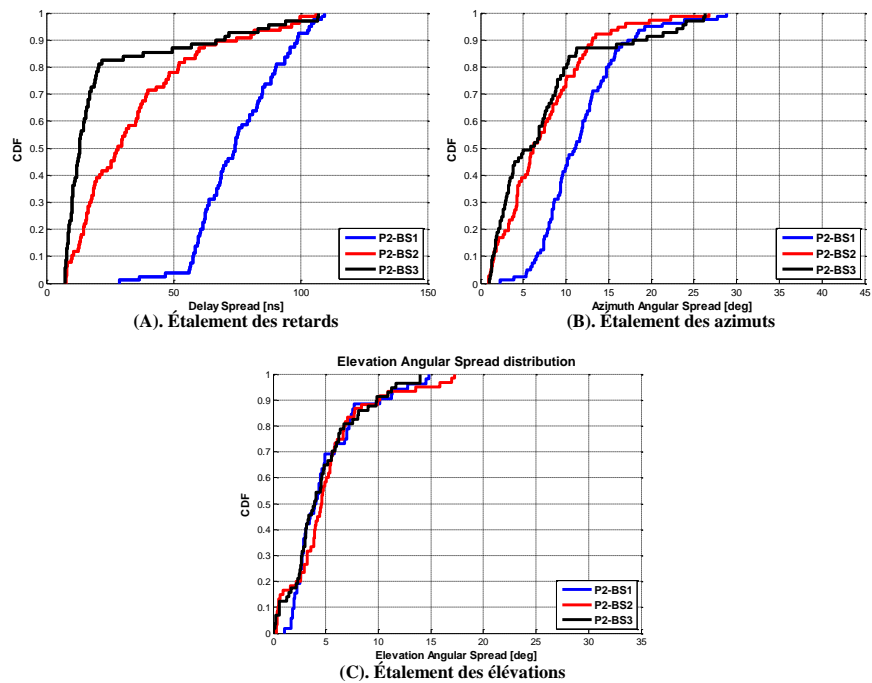 1
0.9
0.8
0.7
0.6
0.5
0.4
0.3
0.2
0.1
0
CDF
0 50 100 150
Delay Spread [ns]
P2-BS1
P2-BS2
P2-BS3
(A). Étalement des retards
1
0.9
0.8
0.7
0.6
0.5
0.4
0.3
0.2
0.1
0
CDF
0 5 10 15 20 25 30 35 40 45
Azimuth Angular Spread [deg]
P2-BS1
P2-BS2
P2-BS3
(B). Étalement des azimuts
Elevation Angular Spread distribution
1
0.9
0.8
0.7
0.6
0.5
0.4
0.3
0.2
0.1
0
CDF
0 5 10 15 20 25 30 35
Elevation Angular Spread [deg]
P2-BS1
P2-BS2
P2-BS3
(C). Étalement des élévations